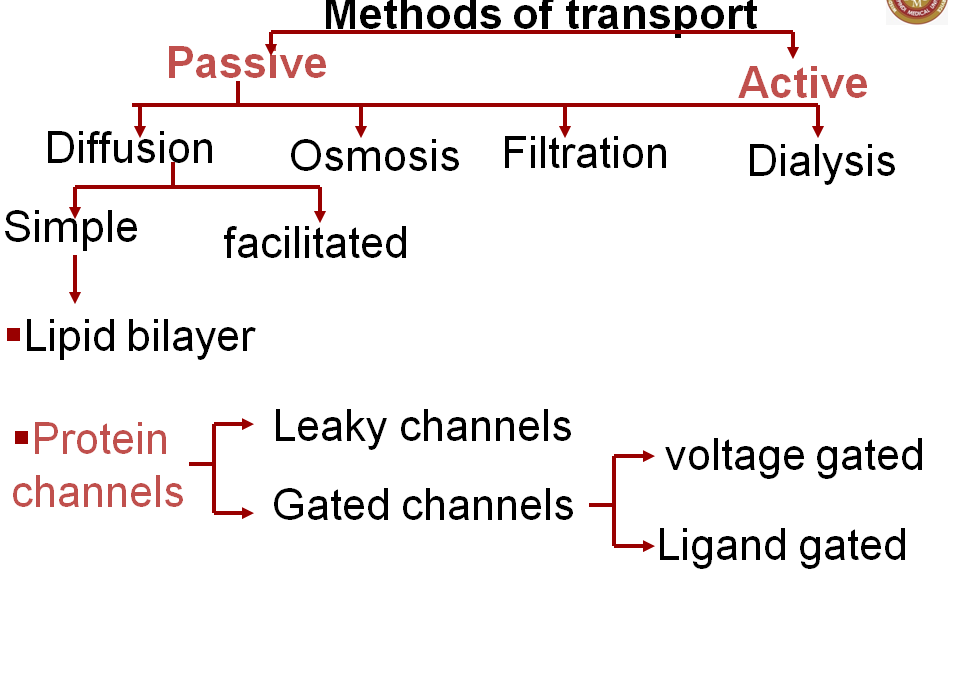 Methods of transport
Passive
Active
Diffusion
Osmosis
Filtration
Dialysis
Simple
facilitated
Lipid bilayer
Protein
channels
Leaky channels
Gated channels
voltage gated
Ligand gated